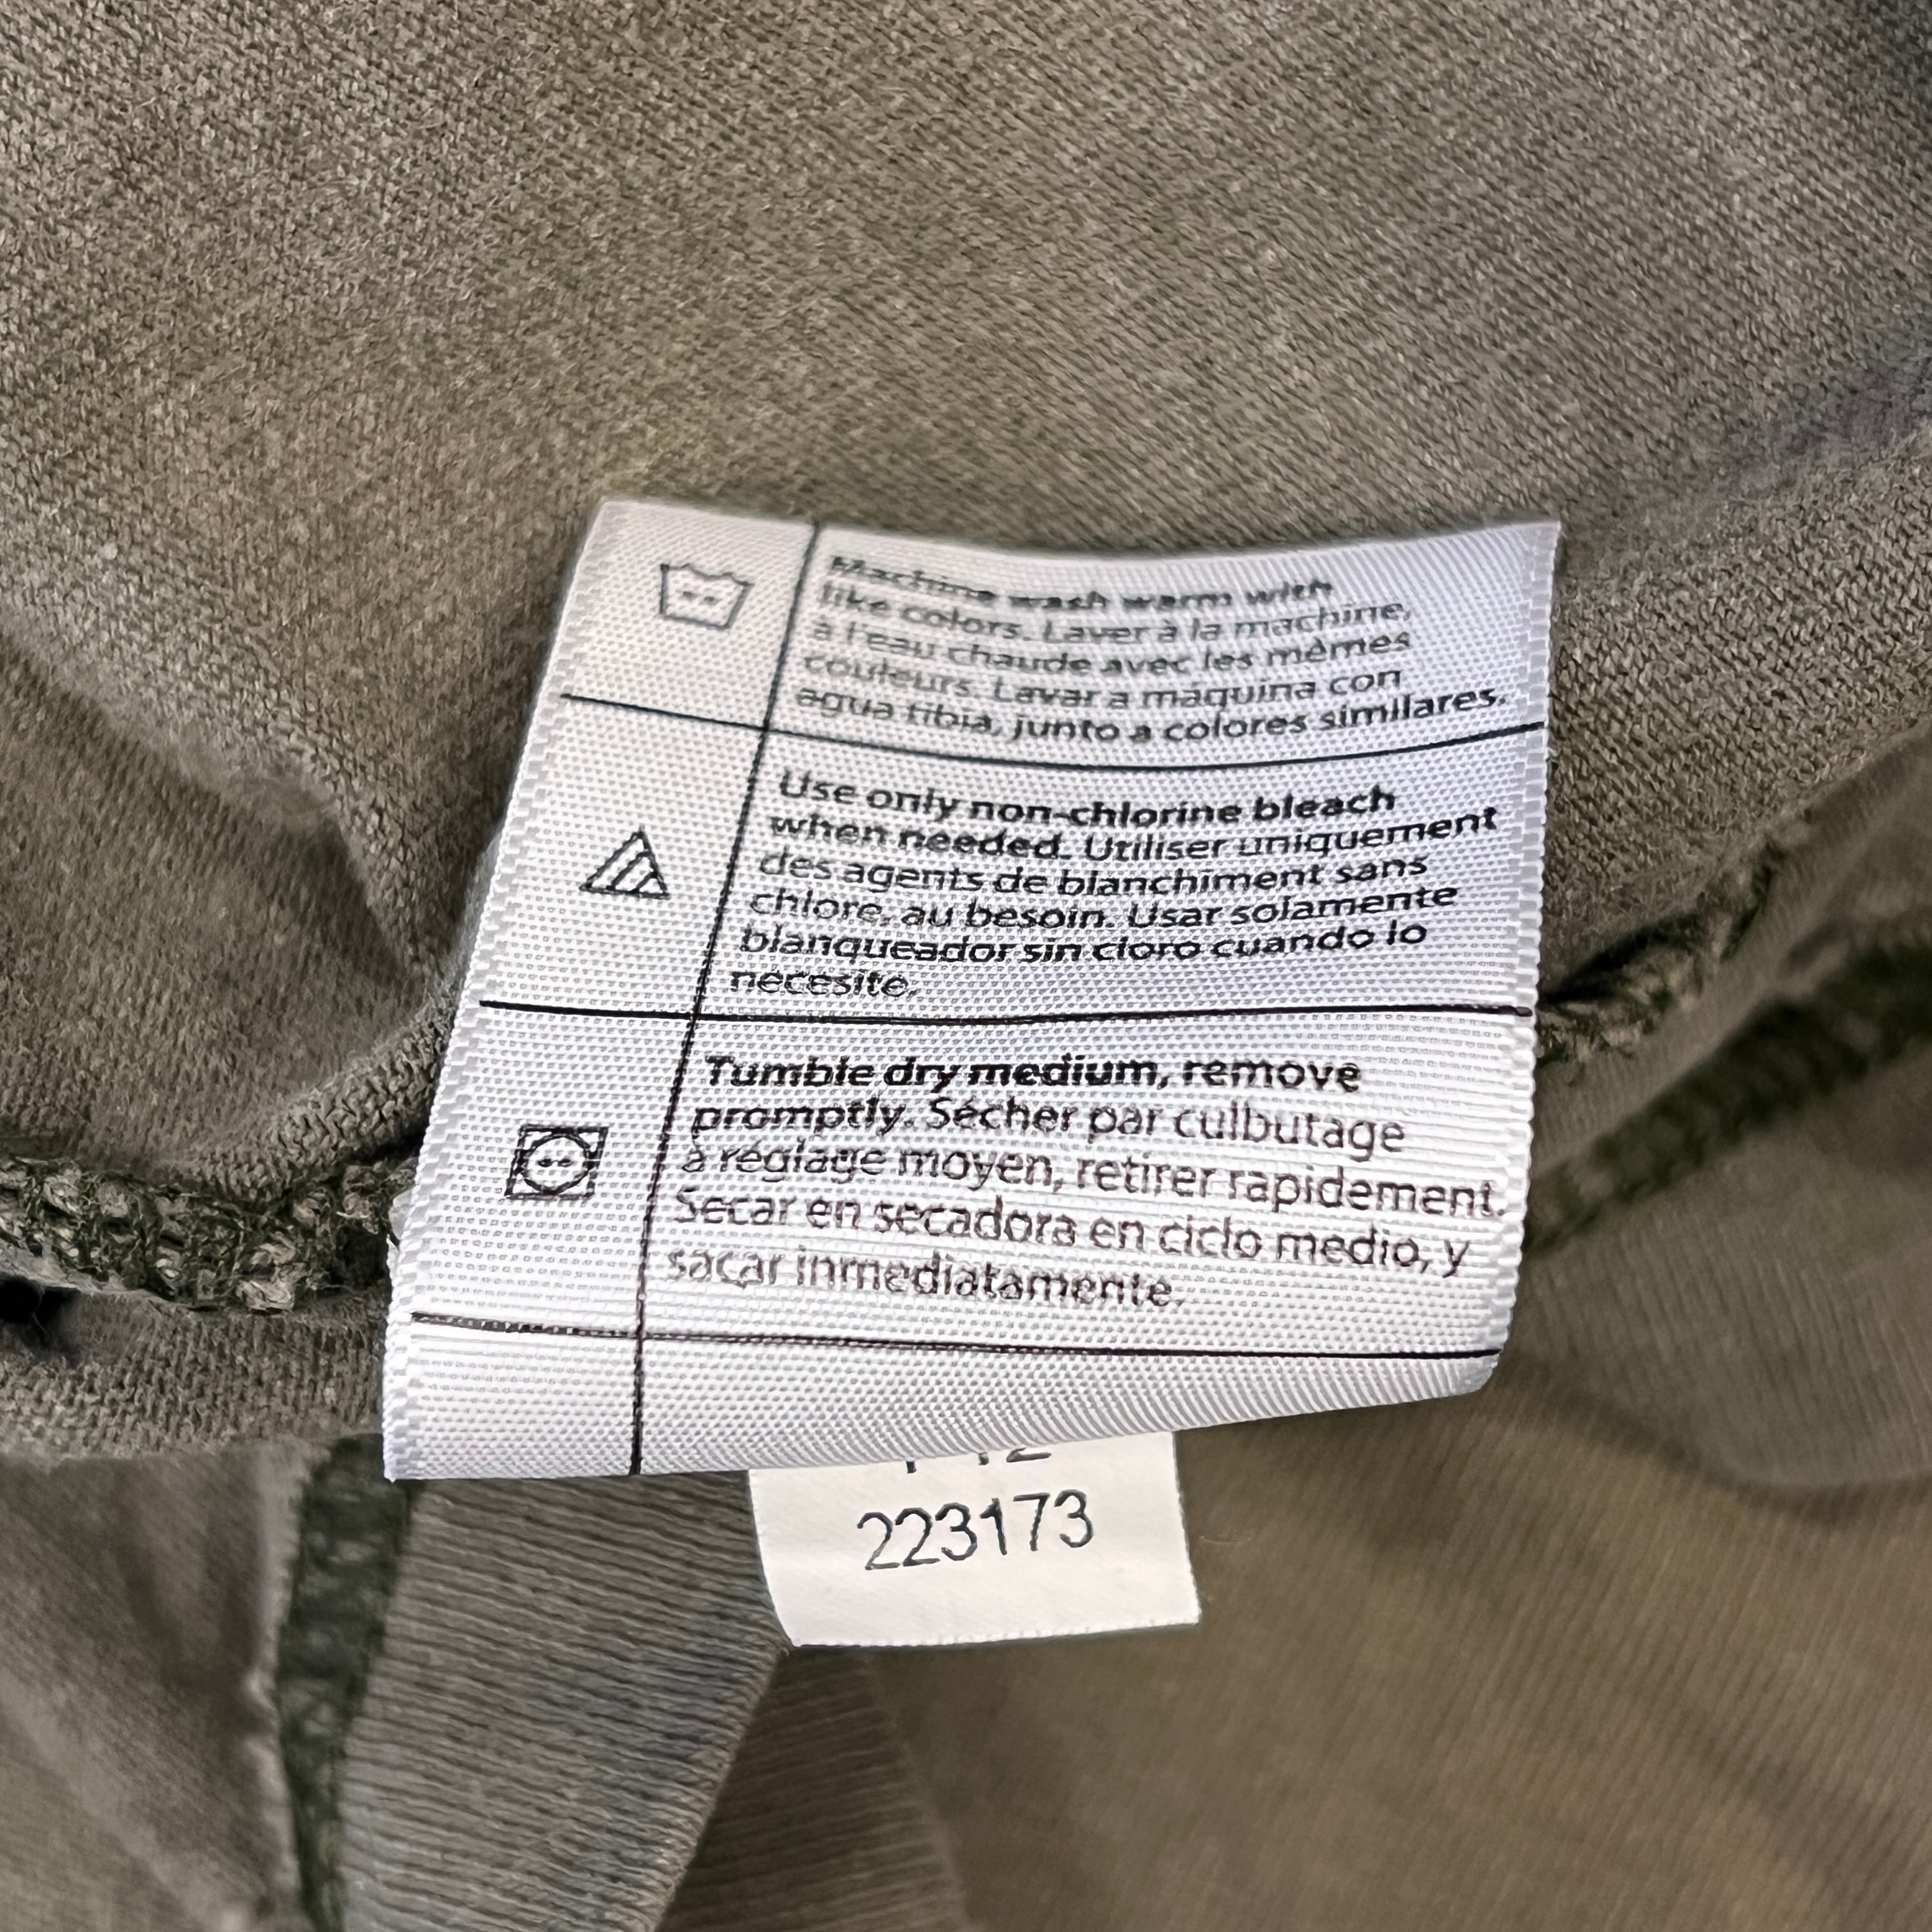 Machine wash warm with
like colors. Laver à la machine,
à l'eau chaude avec les mêmes
couleurs. Lavar a máquina con
agua tibia, junto a colores similares.
Use only non-chlorine bleach
when needed. Utiliser uniquement
des agents de blanchiment sans
chlore, au besoin. Usar solamente
blanqueador sin cloro cuando lo
necesite.
Tumble dry medium, remove
promptly. Sécher par culbutage
à réglage moyen, retirer rapidement.
Secar en secadora en ciclo medio, y
sacar inmediatamente.
223173